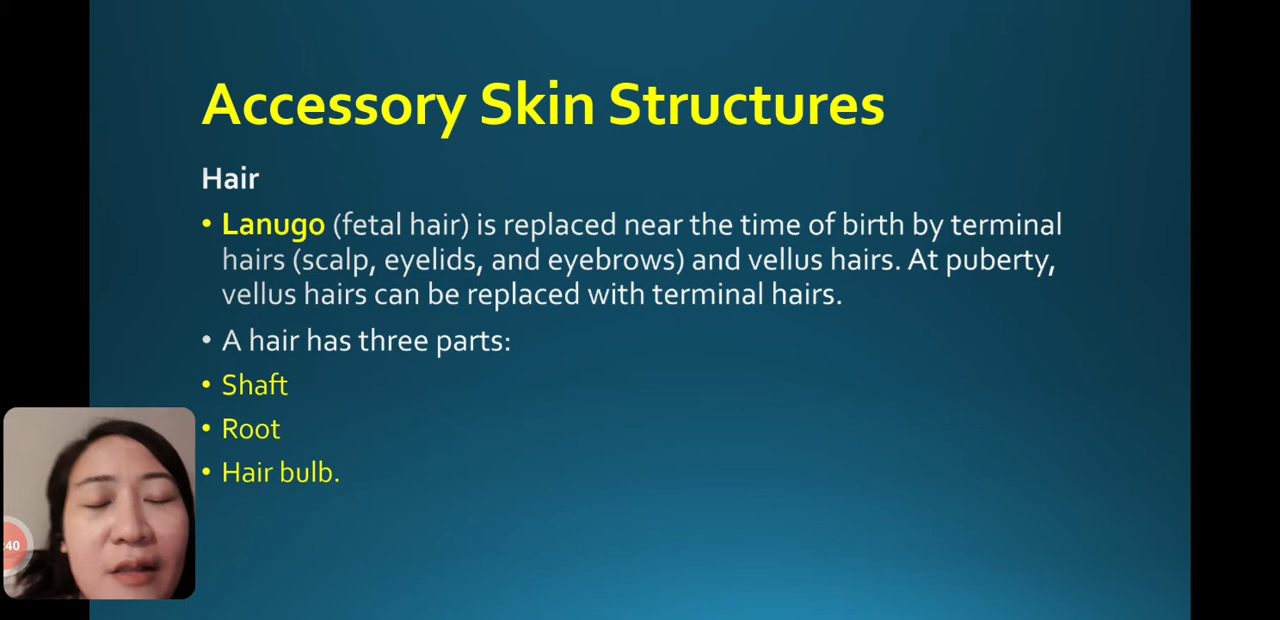 Accessory Skin Structures
Hair
• Lanugo (fetal hair) is replaced near the time of birth by terminal
hairs (scalp, eyelids, and eyebrows) and vellus hairs. At puberty,
vellus hairs can be replaced with terminal hairs.
• A hair has three parts:
• Shaft
• Root
• Hair bulb.
:40